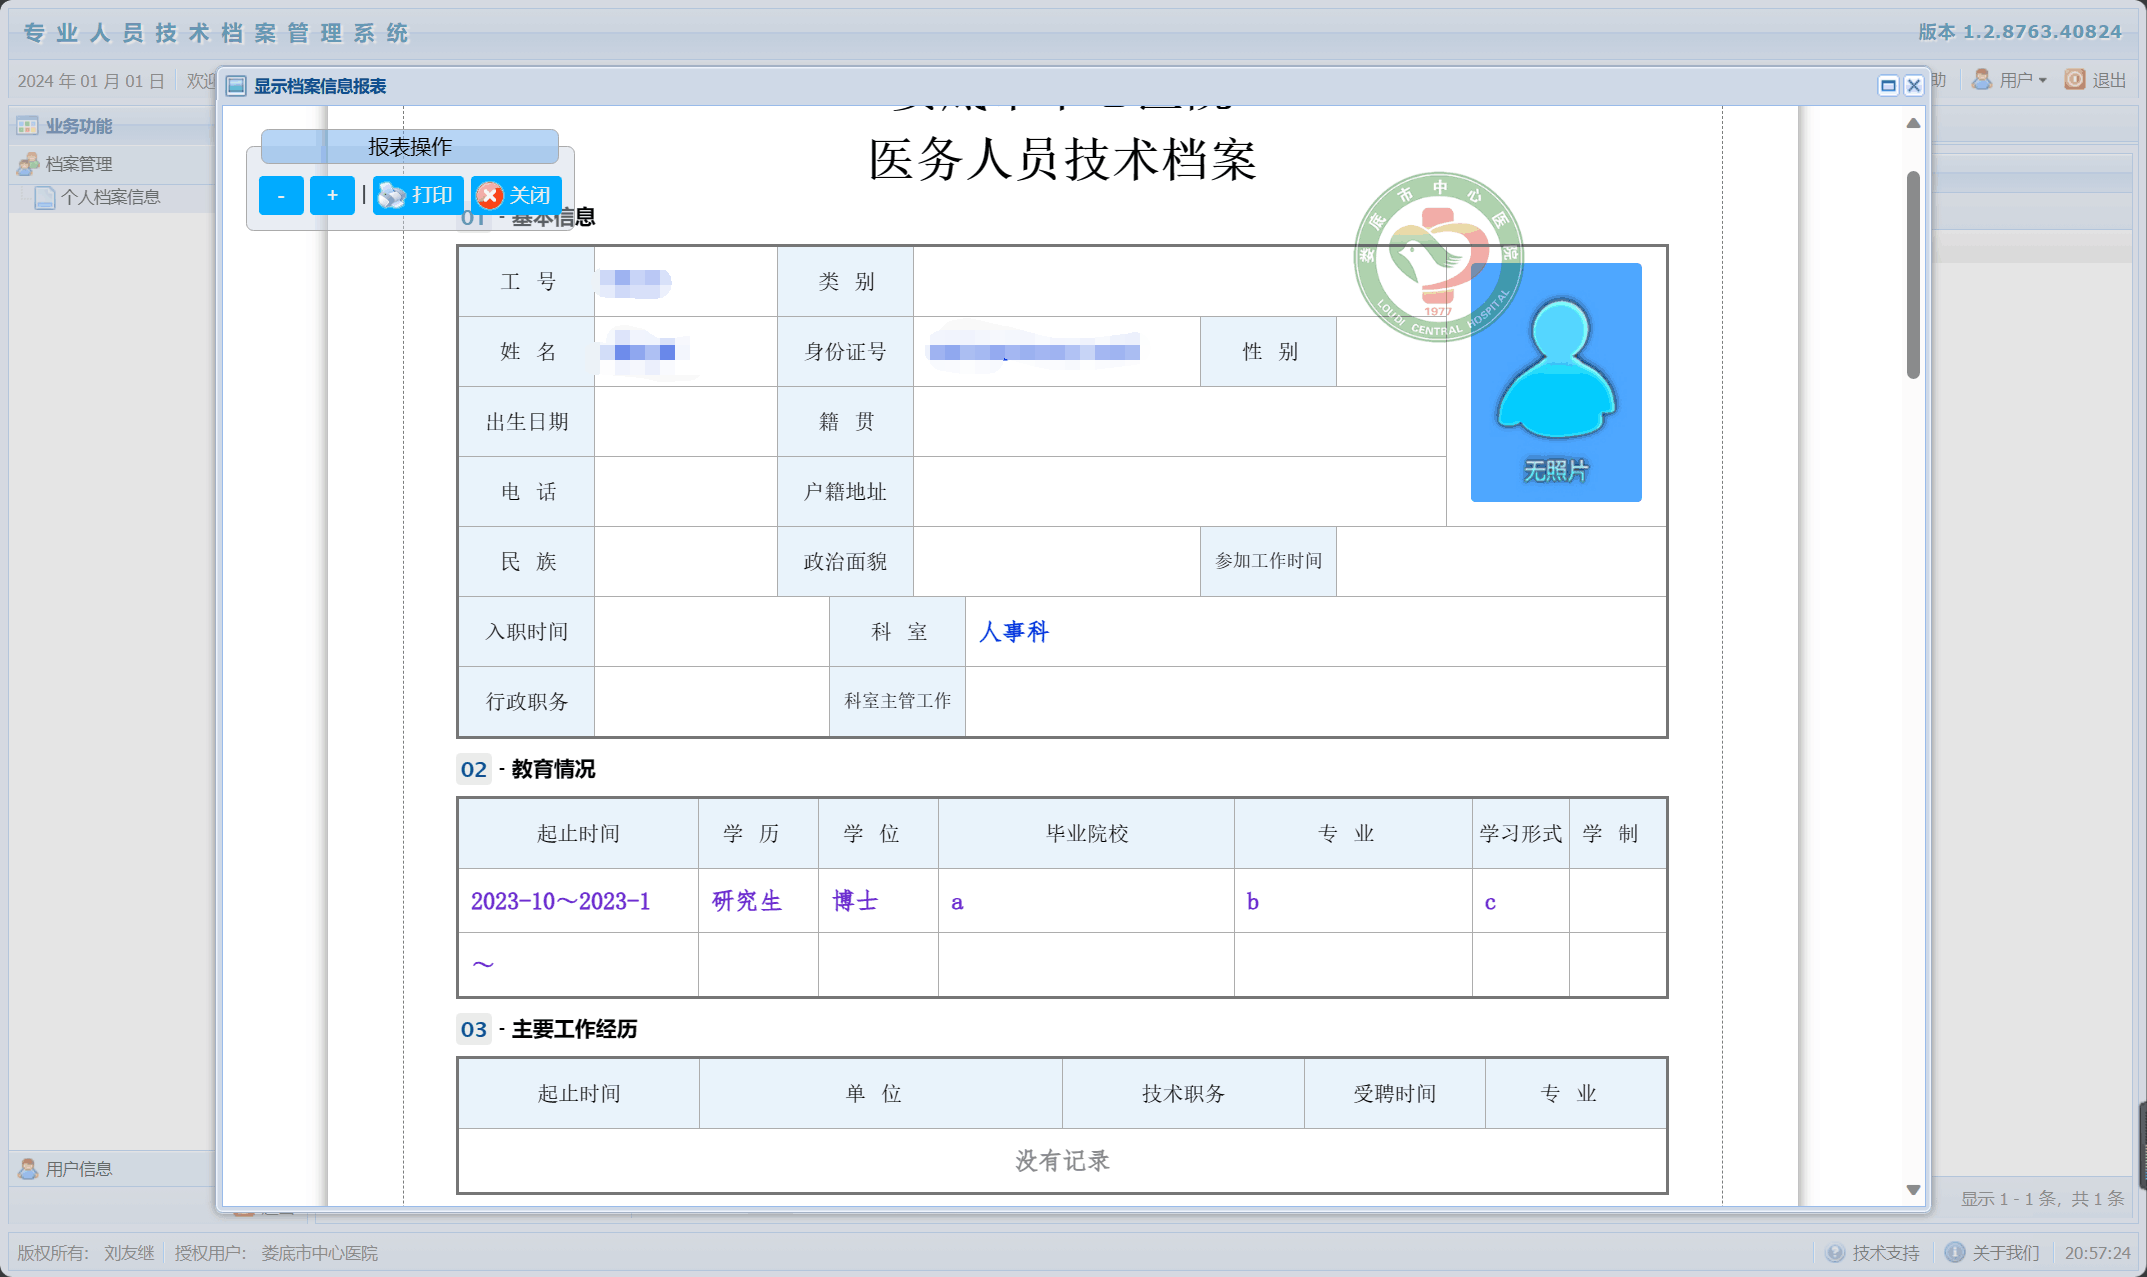 专业人员技术档案管理系统
版本 1.2.8763.40824
2024 年 01 月 01 日 欢迎
助 用户 退出
显示档案信息报表
业务功能
档案管理
个人档案信息
报表操作
- + | 打印 关闭
医务人员技术档案
娄底市中心医院
1977
LOUDI CENTRAL HOSPITAL
01 - 基本信息
工 号 类 别
姓 名 身份证号 性 别
出生日期 籍 贯
电 话 户籍地址
无照片
民 族 政治面貌 参加工作时间
入职时间 科 室 人事科
行政职务 科室主管工作
02 - 教育情况
起止时间 学 历 学 位 毕业院校 专 业 学习形式 学 制
2023-10～2023-1 研究生 博士 a b c
～
03 - 主要工作经历
起止时间 单 位 技术职务 受聘时间 专 业
没有记录
用户信息
显示 1 - 1 条，共 1 条
版权所有: 刘友继 授权用户: 娄底市中心医院
技术支持 关于我们 20:57:24